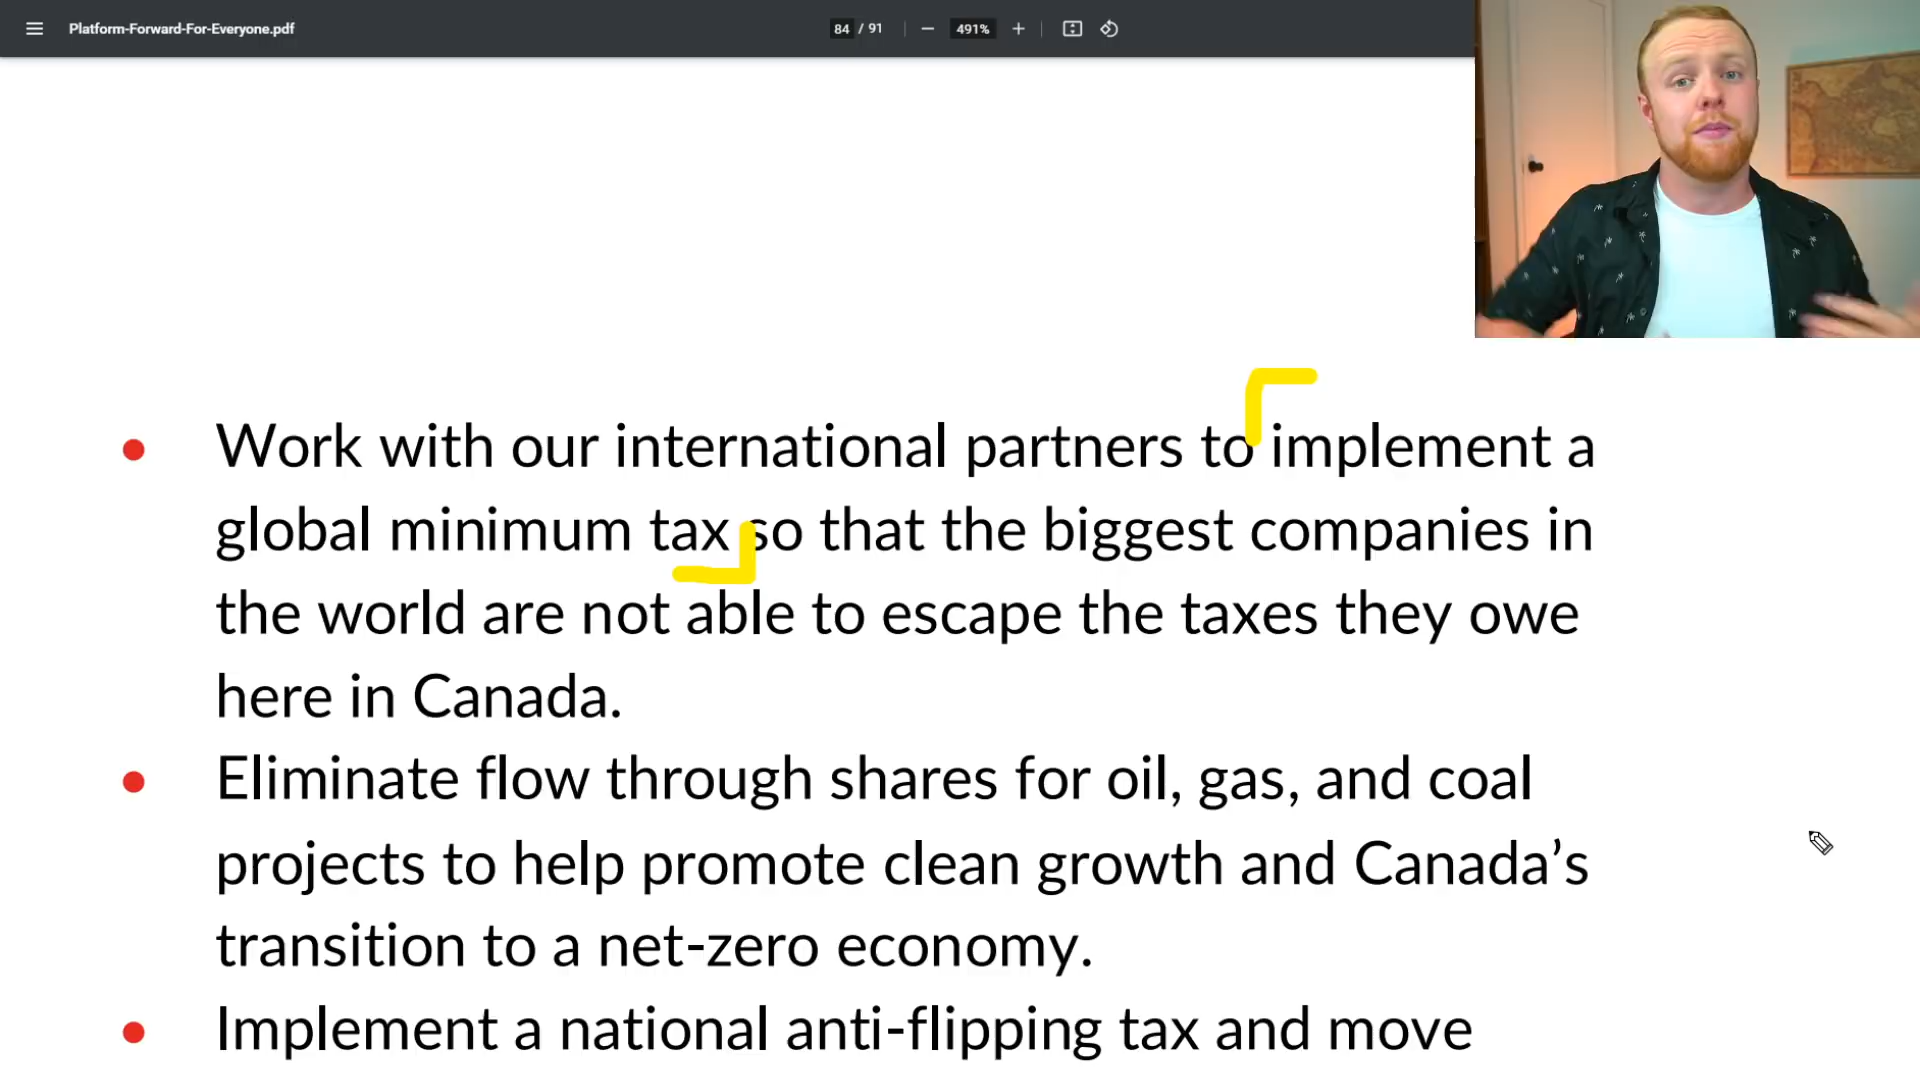 Platform-Forward-For-Everyone.pdf
84 / 91
491%
Work with our international partners to implement a
global minimum tax so that the biggest companies in
the world are not able to escape the taxes they owe
here in Canada.
Eliminate flow through shares for oil, gas, and coal
projects to help promote clean growth and Canada’s
transition to a net-zero economy.
Implement a national anti-flipping tax and move